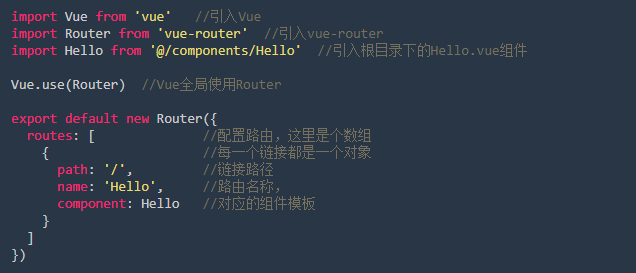 import Vue from 'vue'   //引入Vue
import Router from 'vue-router'  //引入vue-router
import Hello from '@/components/Hello'  //引入根目录下的Hello.vue组件
Vue.use(Router)  //Vue全局使用Router
export default new Router({
  routes: [              //配置路由，这里是个数组
    {                    //每一个链接都是一个对象
      path: '/',         //链接路径
      name: 'Hello',     //路由名称，
      component: Hello   //对应的组件模板
    }
  ]
})